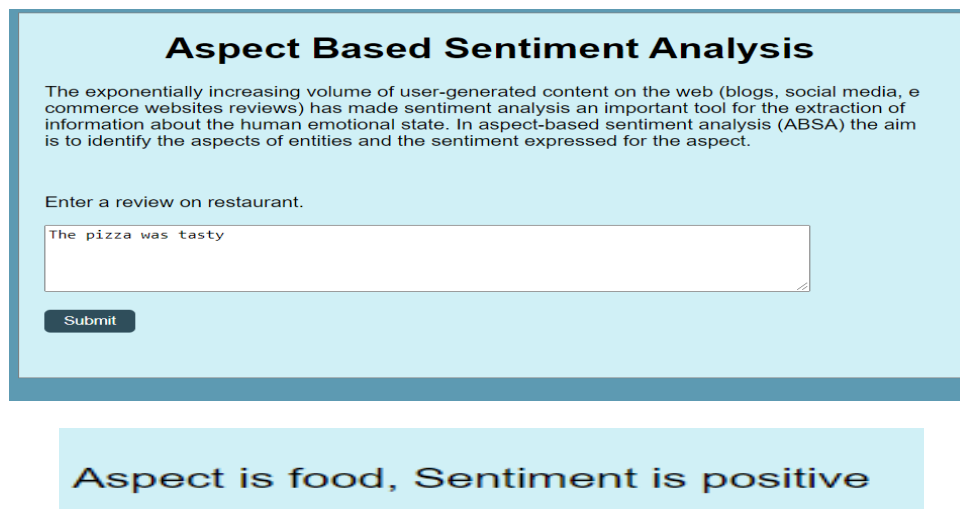 Aspect Based Sentiment Analysis
The exponentially increasing volume of user-generated content on the web (blogs, social media, e
commerce websites reviews) has made sentiment analysis an important tool for the extraction of
information about the human emotional state. In aspect-based sentiment analysis (ABSA) the aim
is to identify the aspects of entities and the sentiment expressed for the aspect.
Enter a review on restaurant.
The pizza was tasty
Submit
Aspect is food, Sentiment is positive